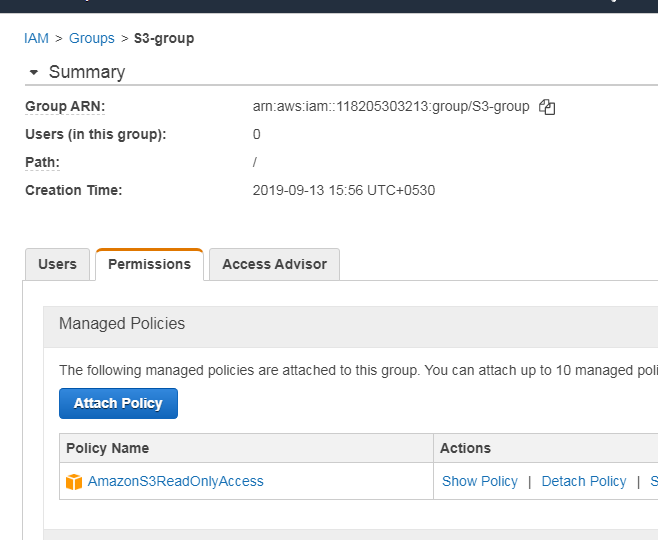 IAM > Groups > S3-group
Summary
Group ARN: arn:aws:iam::118205303213:group/S3-group
Users (in this group): 0
Path: /
Creation Time: 2019-09-13 15:56 UTC+0530
Users Permissions Access Advisor
Managed Policies
The following managed policies are attached to this group. You can attach up to 10 managed poli
Attach Policy
Policy Name Actions
AmazonS3ReadOnlyAccess Show Policy | Detach Policy | S